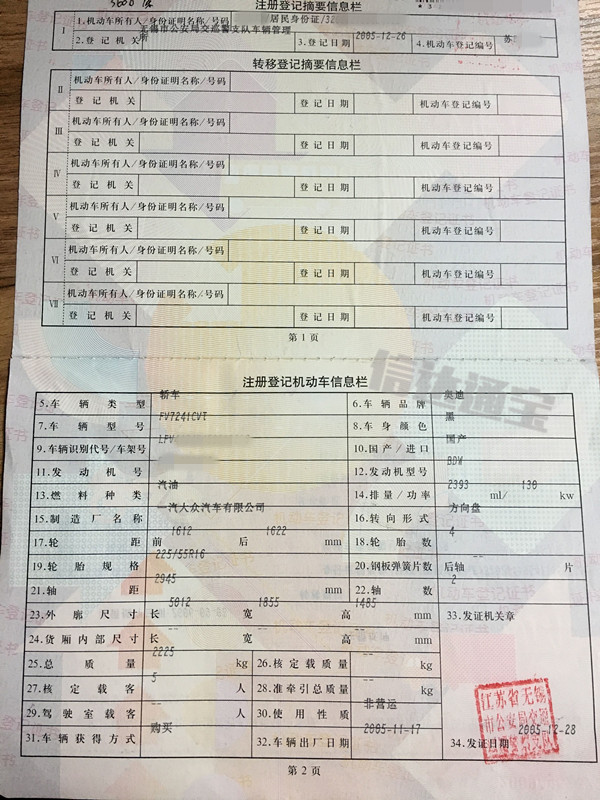 注册登记摘要信息栏
居民身份证/32
I 1.机动车所有人/身份证明名称/号码
无锡市公安局交巡警支队车辆管理所
2.登记机关 3.登记日期 2005-12-26 4.机动车登记编号 苏
转移登记摘要信息栏
II 机动车所有人/身份证明名称/号码
登记机关 登记日期 机动车登记编号
III 机动车所有人/身份证明名称/号码
登记机关 登记日期 机动车登记编号
IV 机动车所有人/身份证明名称/号码
登记机关 登记日期 机动车登记编号
V 机动车所有人/身份证明名称/号码
登记机关 登记日期 机动车登记编号
VI 机动车所有人/身份证明名称/号码
登记机关 登记日期 机动车登记编号
VII 机动车所有人/身份证明名称/号码
登记机关 登记日期 机动车登记编号
第1页
信社通宝
注册登记机动车信息栏
轿车 奥迪
5.车辆类型 6.车辆品牌
FV7241CVT 黑
7.车辆型号 8.车身颜色
LFV 国产
9.车辆识别代号/车架号 10.国产/进口
BDW
11.发动机号 12.发动机型号
汽油 2393 130
13.燃料种类 14.排量/功率 ml/ kw
一汽大众汽车有限公司 方向盘
15.制造厂名称 16.转向形式
1612 1622 4
17.轮距 前 后 mm 18.轮胎数
225/55R16 --
19.轮胎规格 20.钢板弹簧片数 后轴 片
2945 2
21.轴距 mm 22.轴数
5012 1855 1485
23.外廓尺寸 长 宽 高 mm 33.发证机关章
-- -- --
24.货厢内部尺寸 长 宽 高 mm
2225 --
25.总质量 kg 26.核定载质量 kg
5 --
27.核定载客 人 28.准牵引总质量 kg
-- 非营运
29.驾驶室载客 人 30.使用性质
购买 2005-11-17 2005-12-28
31.车辆获得方式 32.车辆出厂日期 34.发证日期
江苏省无锡
市公安局交巡
第2页